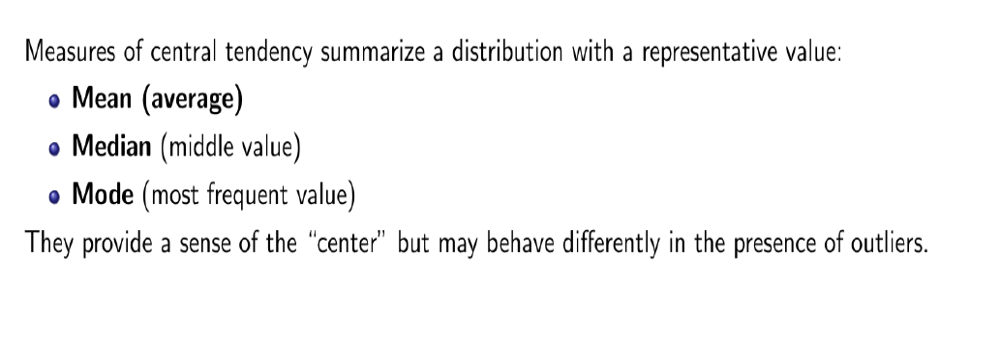 Measures of central tendency summarize a distribution with a representative value:
Mean (average)
Median (middle value)
Mode (most frequent value)
They provide a sense of the “center” but may behave differently in the presence of outliers.